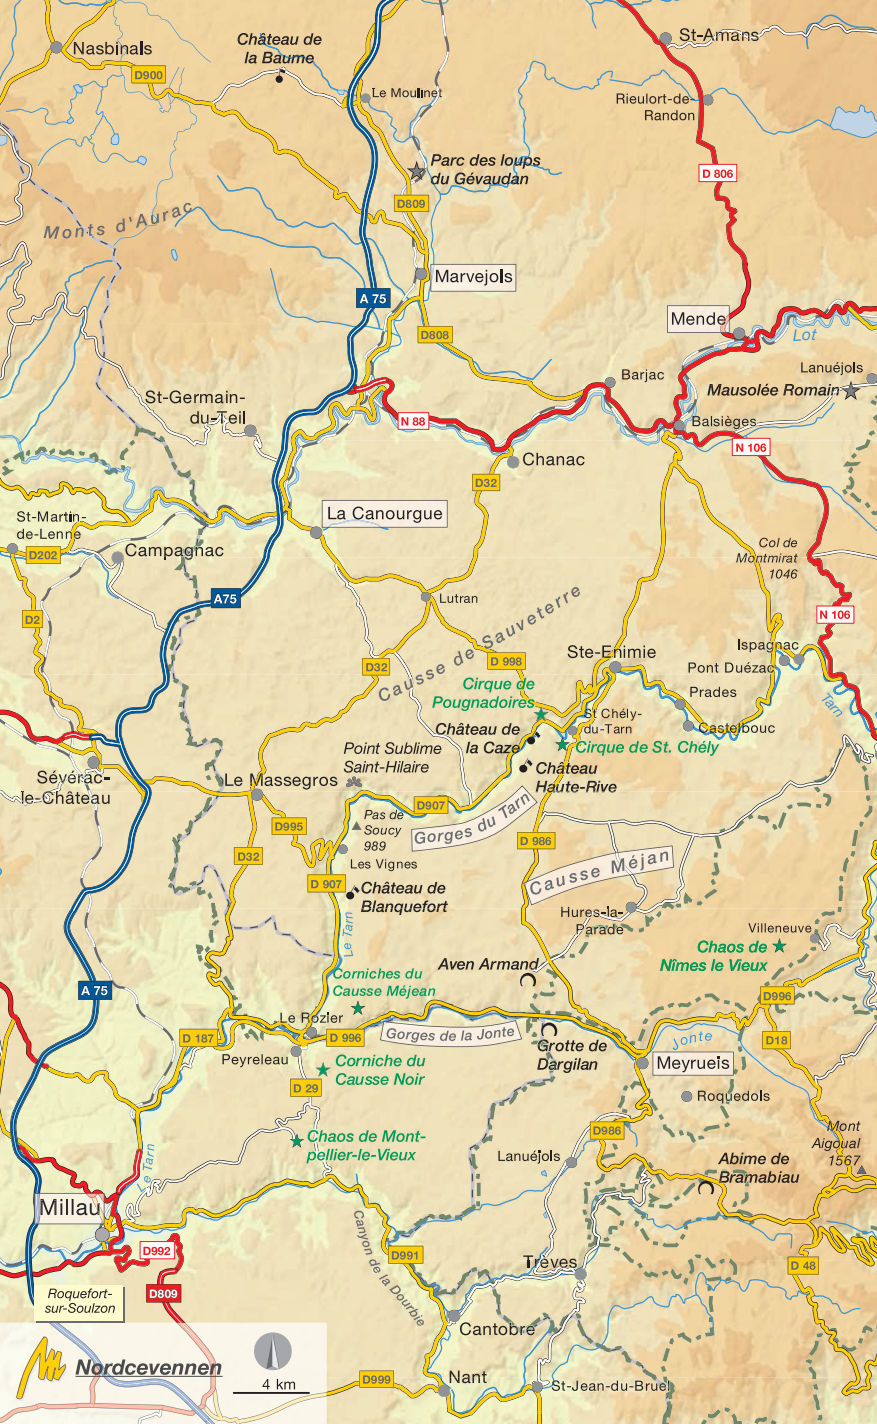 Nasbinals
D900
Château de
la Baume
St-Amans
Le Moulinet
Rieulort-de-
Randon
Parc des loups
du Gévaudan
D 806
D809
Monts d'Aurac
Marvejols
A 75
Mende
Lot
D808
Lanuéjols
Barjac
Mausolée Romain
St-Germain-
du-Teil
N 88
Balsièges
N 106
Chanac
D32
La Canourgue
St-Martin-
de-Lenne
D202
Campagnac
Col de
Montmirat
1046
A75
Lutran
D2
N 106
Causse de Sauveterre
Ste-Enimie
Ispagnac
D32
D 998
Pont Duézac
Cirque de
Pougnadoires
Prades
Tarn
St Chély-
du-Tarn
Castelbouc
Château de
la Caze
Cirque de St. Chély
Point Sublime
Saint-Hilaire
Château
Haute-Rive
Sévérac-
le-Château
Le Massegros
D907
Gorges du Tarn
Pas de
Soucy
989
D995
D 986
D32
Les Vignes
Causse Méjan
D 907
Château de
Blanquefort
Hures-la-
Parade
Le Tarn
Villeneuve
Chaos de
Nîmes le Vieux
Aven Armand
Corniches du
Causse Méjean
A 75
D996
Le Rozier
D 187
D 996
Gorges de la Jonte
Jonte
D18
Grotte de
Dargilan
Peyreleau
Meyrueis
Corniche du
Causse Noir
D 29
Roquedols
Chaos de Mont-
pellier-le-Vieux
D986
Mont
Aigoual
1567
Le Tarn
Lanuéjols
Abime de
Bramabiau
Millau
Canyon de la Dourbie
D992
D991
Trèves
D 48
D809
Roquefort-
sur-Soulzon
Cantobre
Nordcevennen
4 km
D999
Nant
St-Jean-du-Bruel